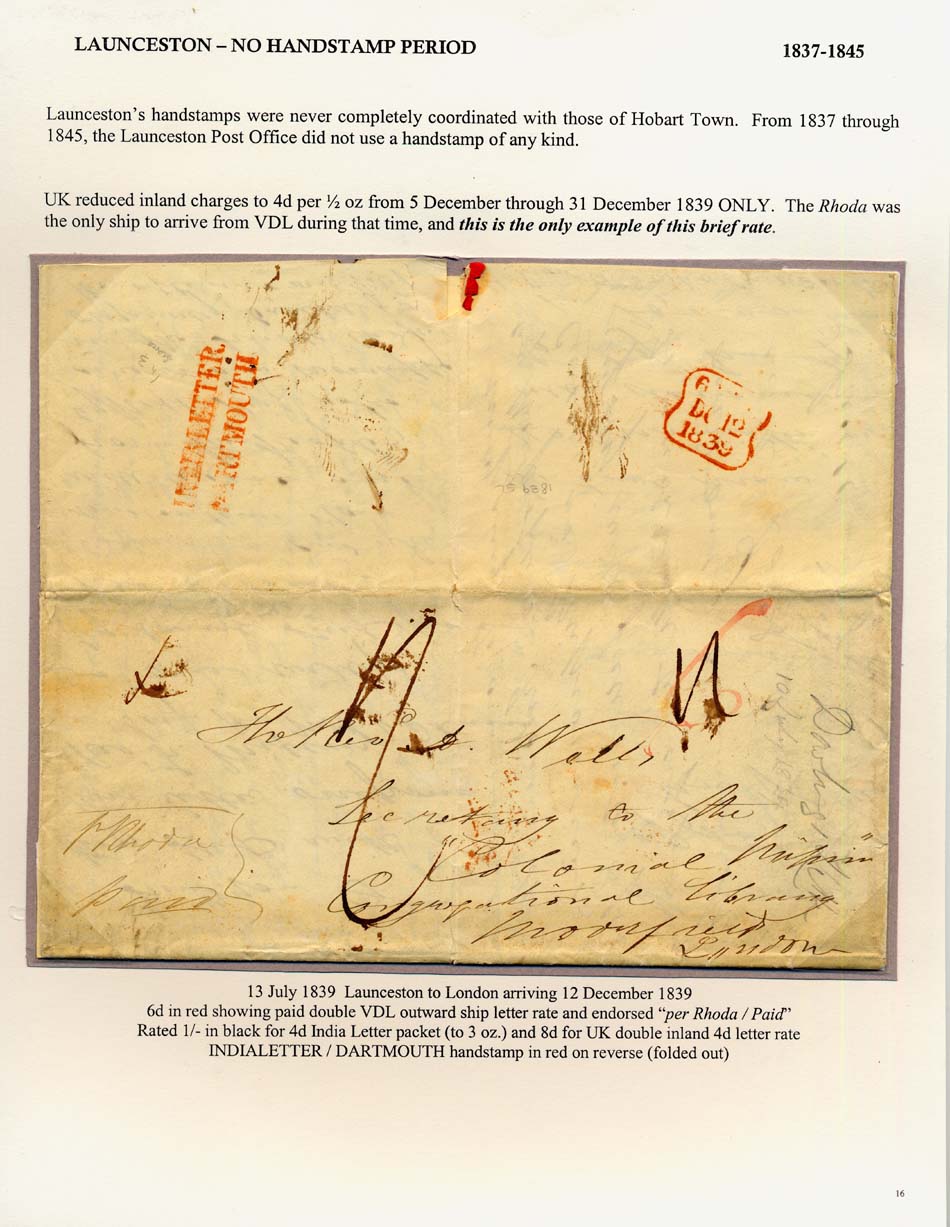 LAUNCESTON – NO HANDSTAMP PERIOD
1837-1845
Launceston's handstamps were never completely coordinated with those of Hobart Town. From 1837 through
1845, the Launceston Post Office did not use a handstamp of any kind.
UK reduced inland charges to 4d per ½ oz from 5 December through 31 December 1839 ONLY. The Rhoda was
the only ship to arrive from VDL during that time, and this is the only example of this brief rate.
INDIALETTER
DARTMOUTH
DC 12
1839
The Revd. Wells
Secretary to the
Colonial
Congregational Library
Moorfield
London
P Rhoda
Paid
13 July 1839 Launceston to London arriving 12 December 1839
6d in red showing paid double VDL outward ship letter rate and endorsed “per Rhoda / Paid”
Rated 1/- in black for 4d India Letter packet (to 3 oz.) and 8d for UK double inland 4d letter rate
INDIALETTER / DARTMOUTH handstamp in red on reverse (folded out)
16